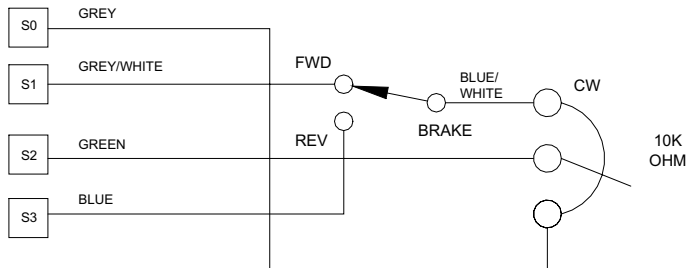 S0 GREY
S1 GREY/WHITE FWD BLUE/
WHITE CW
BRAKE
S2 GREEN REV 10K
OHM
S3 BLUE